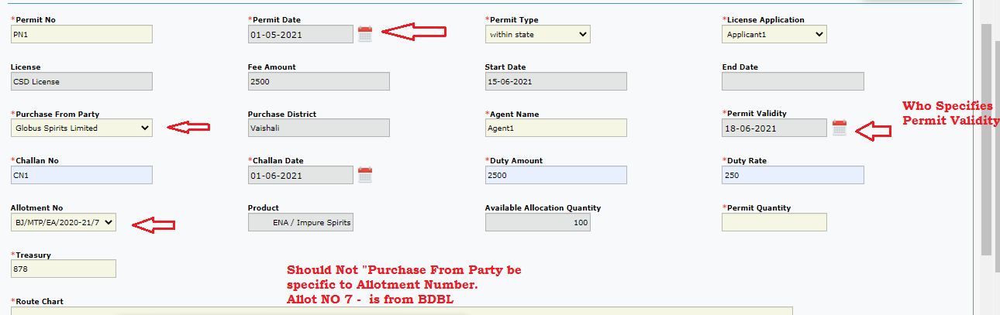 *Permit No *Permit Date *Permit Type *License Application
PN1 01-05-2021 within state Applicant1
License Fee Amount Start Date End Date
CSD License 2500 15-06-2021
Who Specifies
Permit Validity
*Purchase From Party Purchase District *Agent Name *Permit Validity
Globus Spirits Limited Vaishali Agent1 18-06-2021
*Challan No *Challan Date *Duty Amount *Duty Rate
CN1 01-06-2021 2500 250
Allotment No Product Available Allocation Quantity *Permit Quantity
BJ/MTP/EA/2020-21/7 ENA / Impure Spirits 100
*Treasury
878
Should Not "Purchase From Party be
specific to Allotment Number.
Allot NO 7 - is from BDBL
*Route Chart